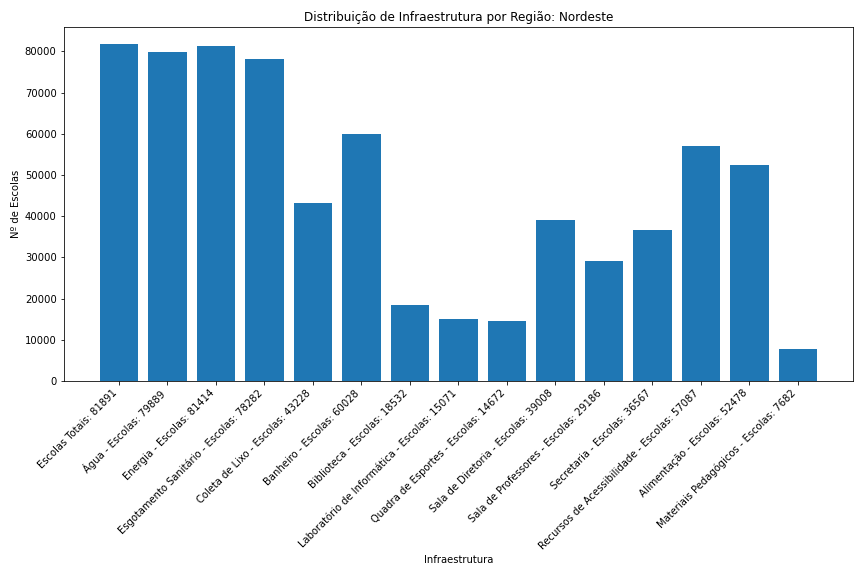 Distribuição de Infraestrutura por Região: Nordeste
Nº de Escolas
80000
70000
60000
50000
40000
30000
20000
10000
0
Escolas Totais: 81891
Água - Escolas: 79889
Energia - Escolas: 81414
Esgotamento Sanitário - Escolas: 78282
Coleta de Lixo - Escolas: 43228
Banheiro - Escolas: 60028
Biblioteca - Escolas: 18532
Laboratório de Informática - Escolas: 15071
Quadra de Esportes - Escolas: 14672
Sala de Diretoria - Escolas: 39008
Sala de Professores - Escolas: 29186
Secretaria - Escolas: 36567
Recursos de Acessibilidade - Escolas: 57087
Alimentação - Escolas: 52478
Materiais Pedagógicos - Escolas: 7682
Infraestrutura